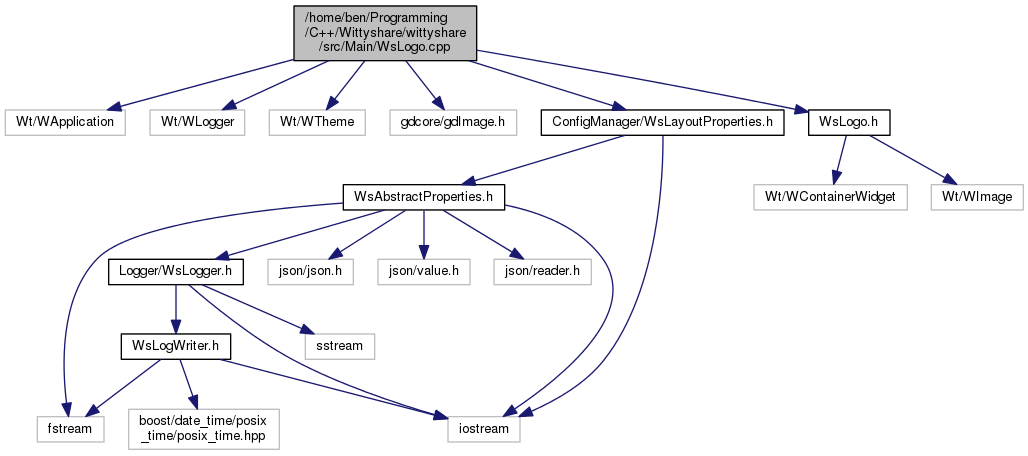 /home/ben/Programming
/C++/Wittyshare/wittyshare
/src/Main/WsLogo.cpp
Wt/WApplication
Wt/WLogger
Wt/WTheme
gdcore/gdImage.h
ConfigManager/WsLayoutProperties.h
WsLogo.h
WsAbstractProperties.h
Wt/WContainerWidget
Wt/WImage
Logger/WsLogger.h
json/json.h
json/value.h
json/reader.h
WsLogWriter.h
sstream
fstream
boost/date_time/posix
_time/posix_time.hpp
iostream